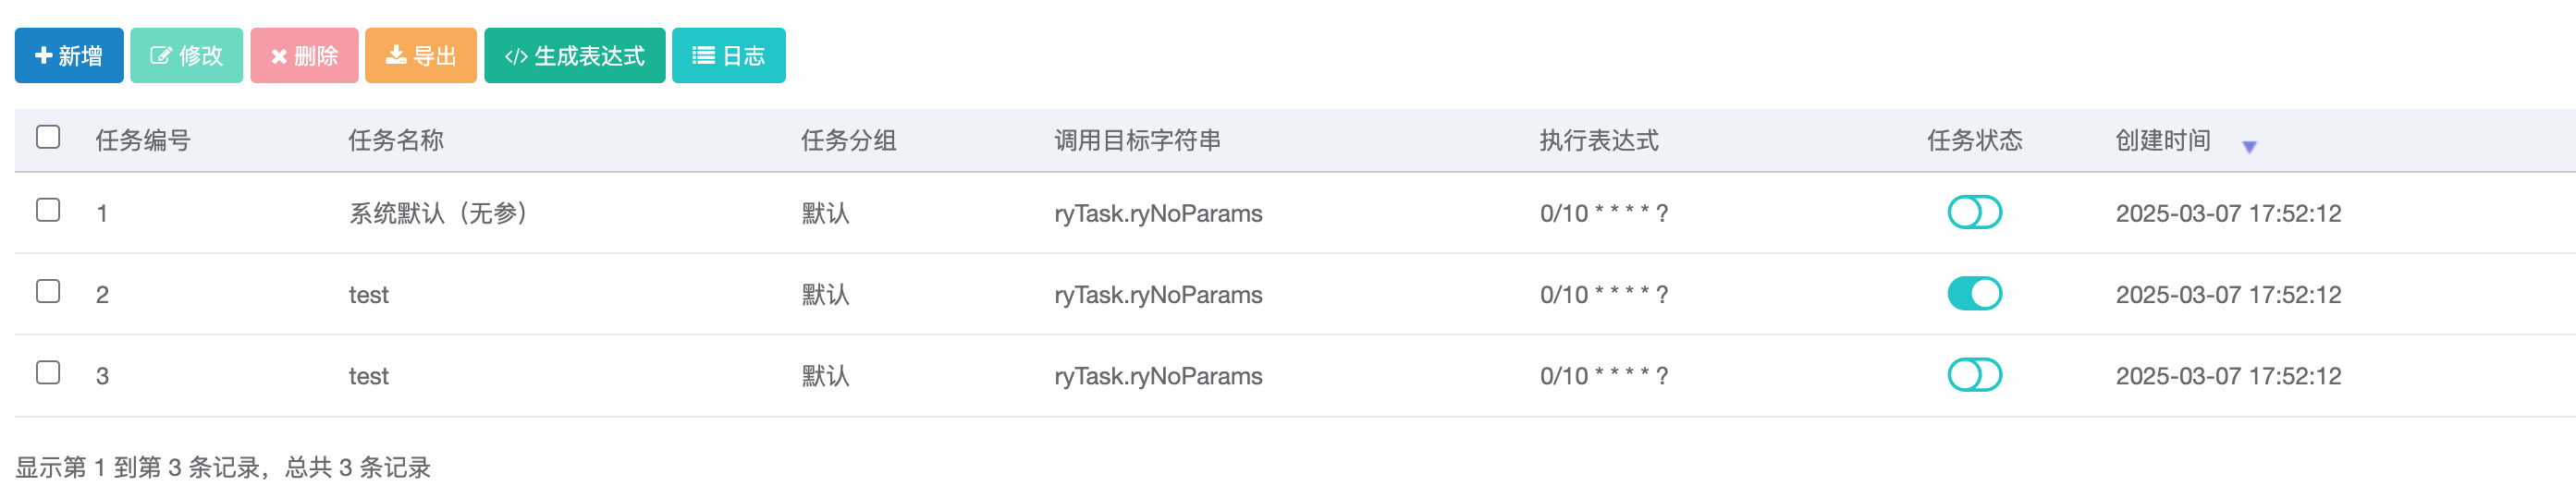 新增 修改 删除 导出 生成表达式 日志
任务编号 任务名称 任务分组 调用目标字符串 执行表达式 任务状态 创建时间
1 系统默认（无参） 默认 ryTask.ryNoParams 0/10 * * * * ? 2025-03-07 17:52:12
2 test 默认 ryTask.ryNoParams 0/10 * * * * ? 2025-03-07 17:52:12
3 test 默认 ryTask.ryNoParams 0/10 * * * * ? 2025-03-07 17:52:12
显示第 1 到第 3 条记录，总共 3 条记录